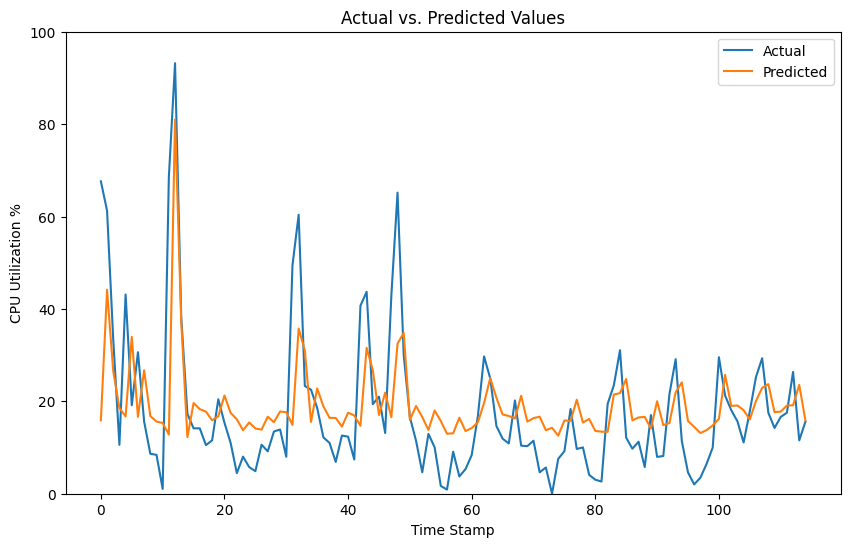 Actual vs. Predicted Values
Actual
Predicted
CPU Utilization %
100
80
60
40
20
0
0 20 40 60 80 100
Time Stamp